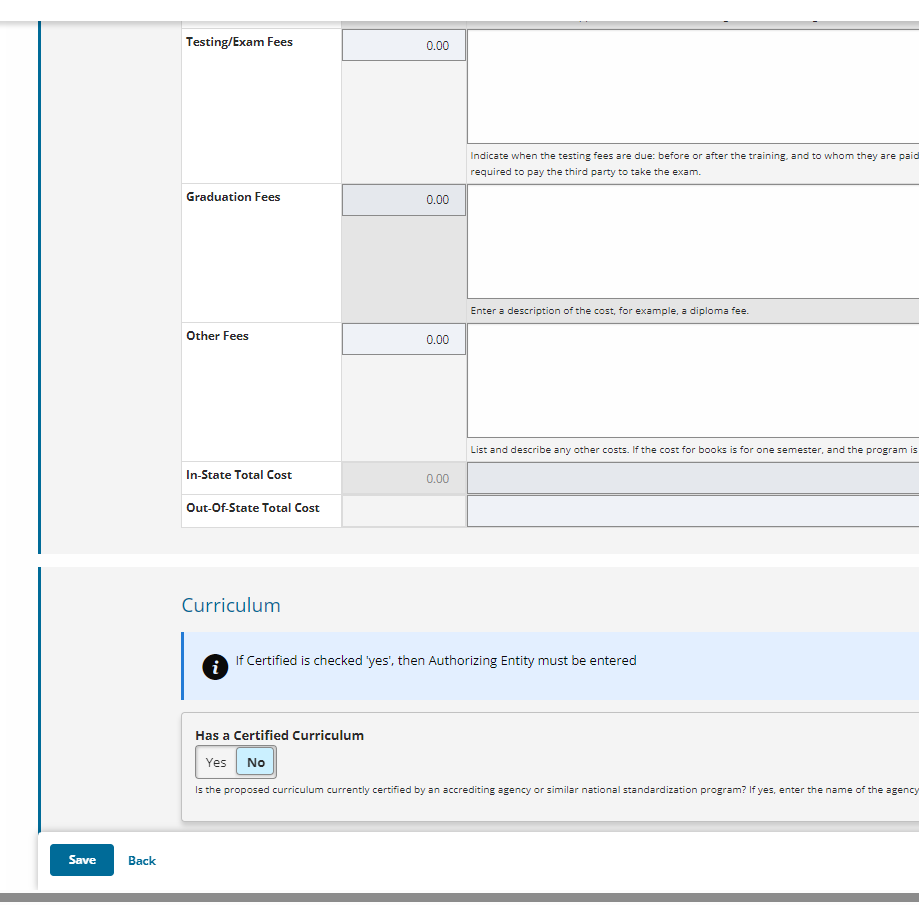 Testing/Exam Fees
0.00
Indicate when the testing fees are due: before or after the training, and to whom they are paid
required to pay the third party to take the exam.
Graduation Fees
0.00
Enter a description of the cost, for example, a diploma fee.
Other Fees
0.00
List and describe any other costs. If the cost for books is for one semester, and the program is
In-State Total Cost
0.00
Out-Of-State Total Cost
Curriculum
If Certified is checked 'yes', then Authorizing Entity must be entered
Has a Certified Curriculum
Yes No
Is the proposed curriculum currently certified by an accrediting agency or similar national standardization program? If yes, enter the name of the agency
Save Back